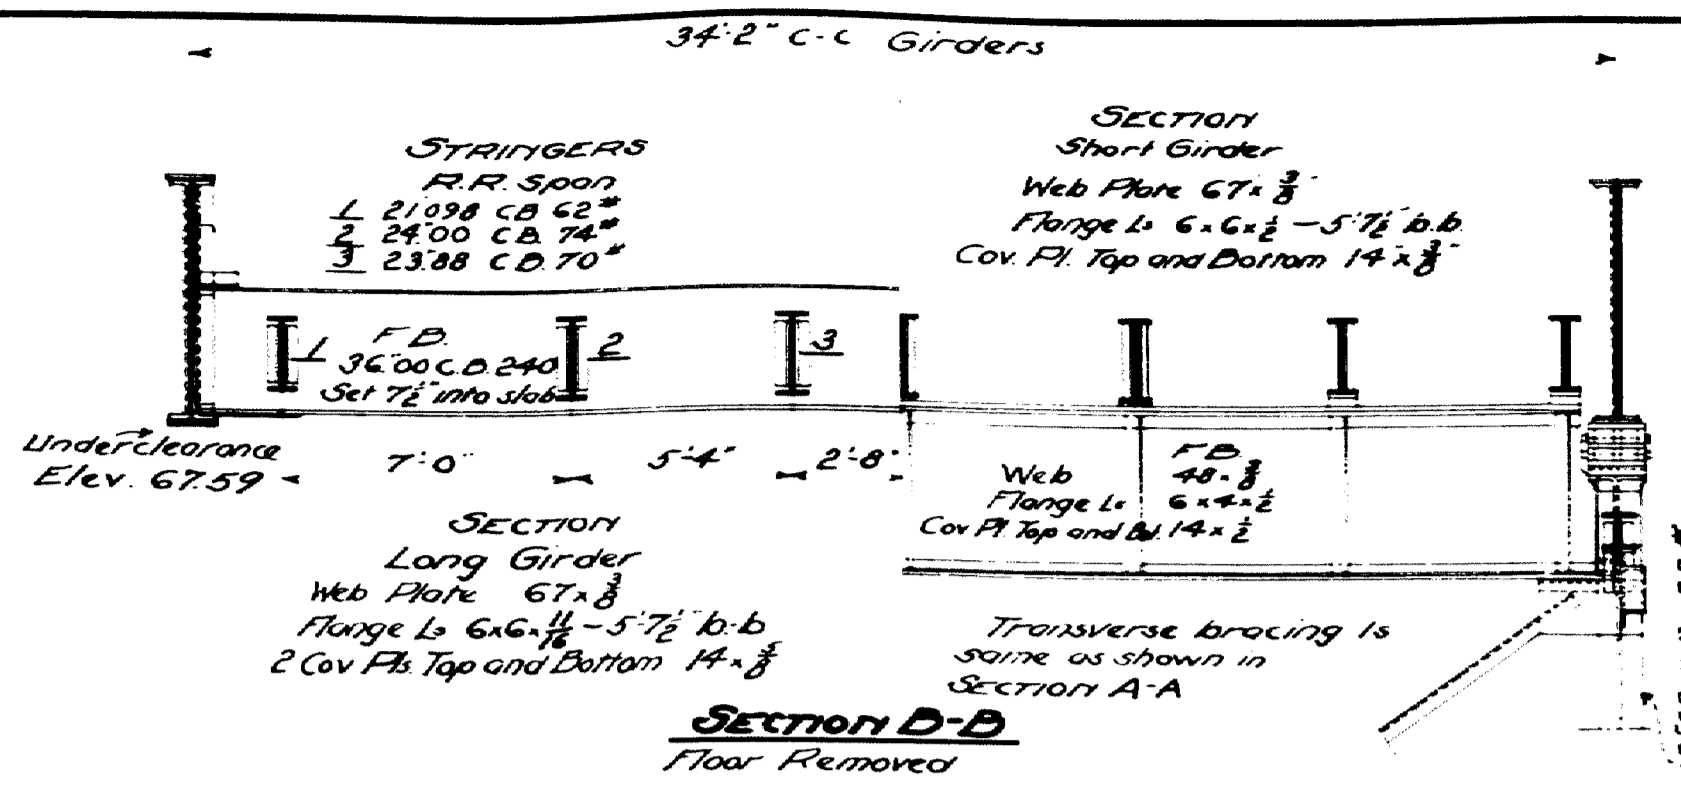 34'-2" C-C Girders
STRINGERS
R.R. Span
1 21.098 CB 62#
2 24.00 CB 74#
3 23.88 CB 70#
SECTION
Short Girder
Web Plate 67 x 3/8"
Flange Ls 6 x 6 x 1/2 - 5'-7 1/2" b.b.
Cov. Pl. Top and Bottom 14 x 3/8"
1
F B.
36.00 C.B. 240
Set 7 1/2" into slab
2
3
Underclearance
Elev. 67.59
7'-0"
5'-4"
2'-8"
F B.
Web 48 x 3/8
Flange Ls 6 x 4 x 1/2
Cov Pl. Top and Bot. 14 x 1/2
SECTION
Long Girder
Web Plate 67 x 3/8
Flange Ls 6x6x 11/16 - 5'-7 1/2" b-b
2 Cov Pls. Top and Bottom 14 x
Transverse bracing is
same as shown in
SECTION A-A
SECTION B-B
Floor Removed